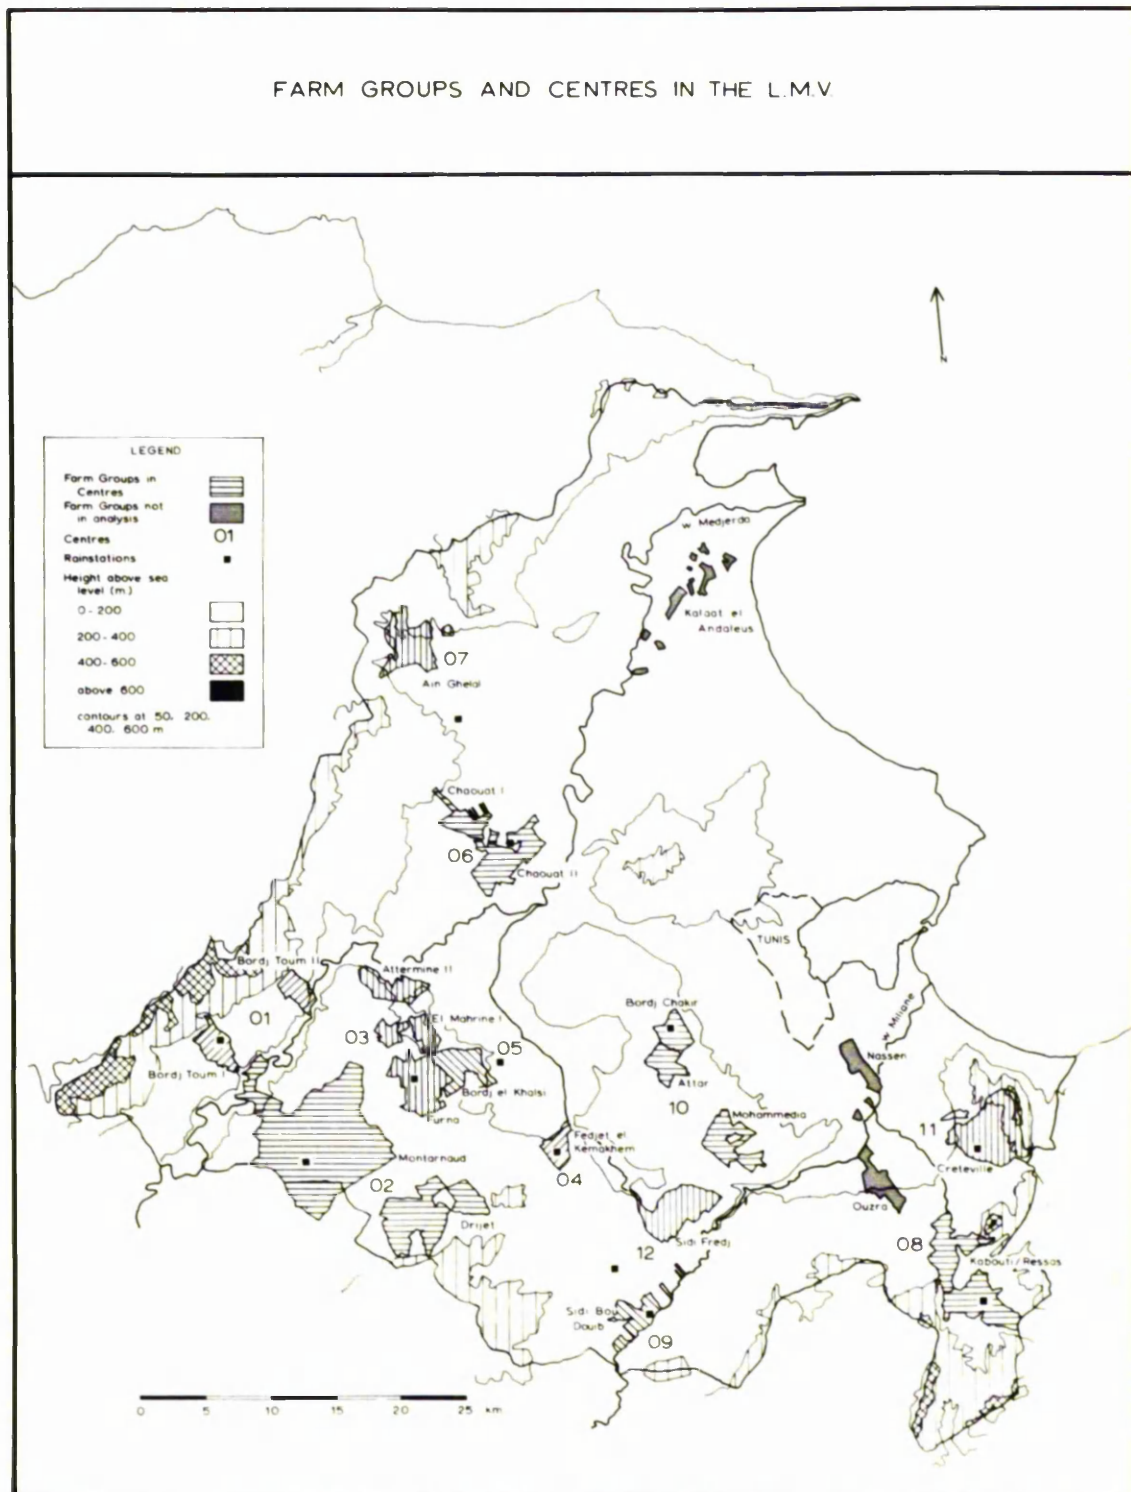 FARM GROUPS AND CENTRES IN THE L.M.V.
N
LEGEND
Farm Groups in
Centres
Farm Groups not
in analysis
Centres
01
Rainstations
Height above sea
level (m)
0 - 200
200 - 400
400 - 600
above 600
contours at 50, 200,
400, 600 m
W Medjerda
Kalaat el
Andaleus
07
Ain Ghelal
Chaouat I
06
Chaouat II
TUNIS
W Miliane
Bordj Toum II
Attermine II
Bordj Chakir
01
03
El Mahrine I
05
Nassen
Bordj Toum I
Bordj el Khalsi
Attar
10
Furna
Mohammedia
11
Fedjet el
Kemakhem
Montarnaud
04
Creteville
02
Ouzra
Drijet
Sidi Fredj
12
08
Kabouti/Ressas
Sidi Bou
Douib
09
0 5 10 15 20 25 km